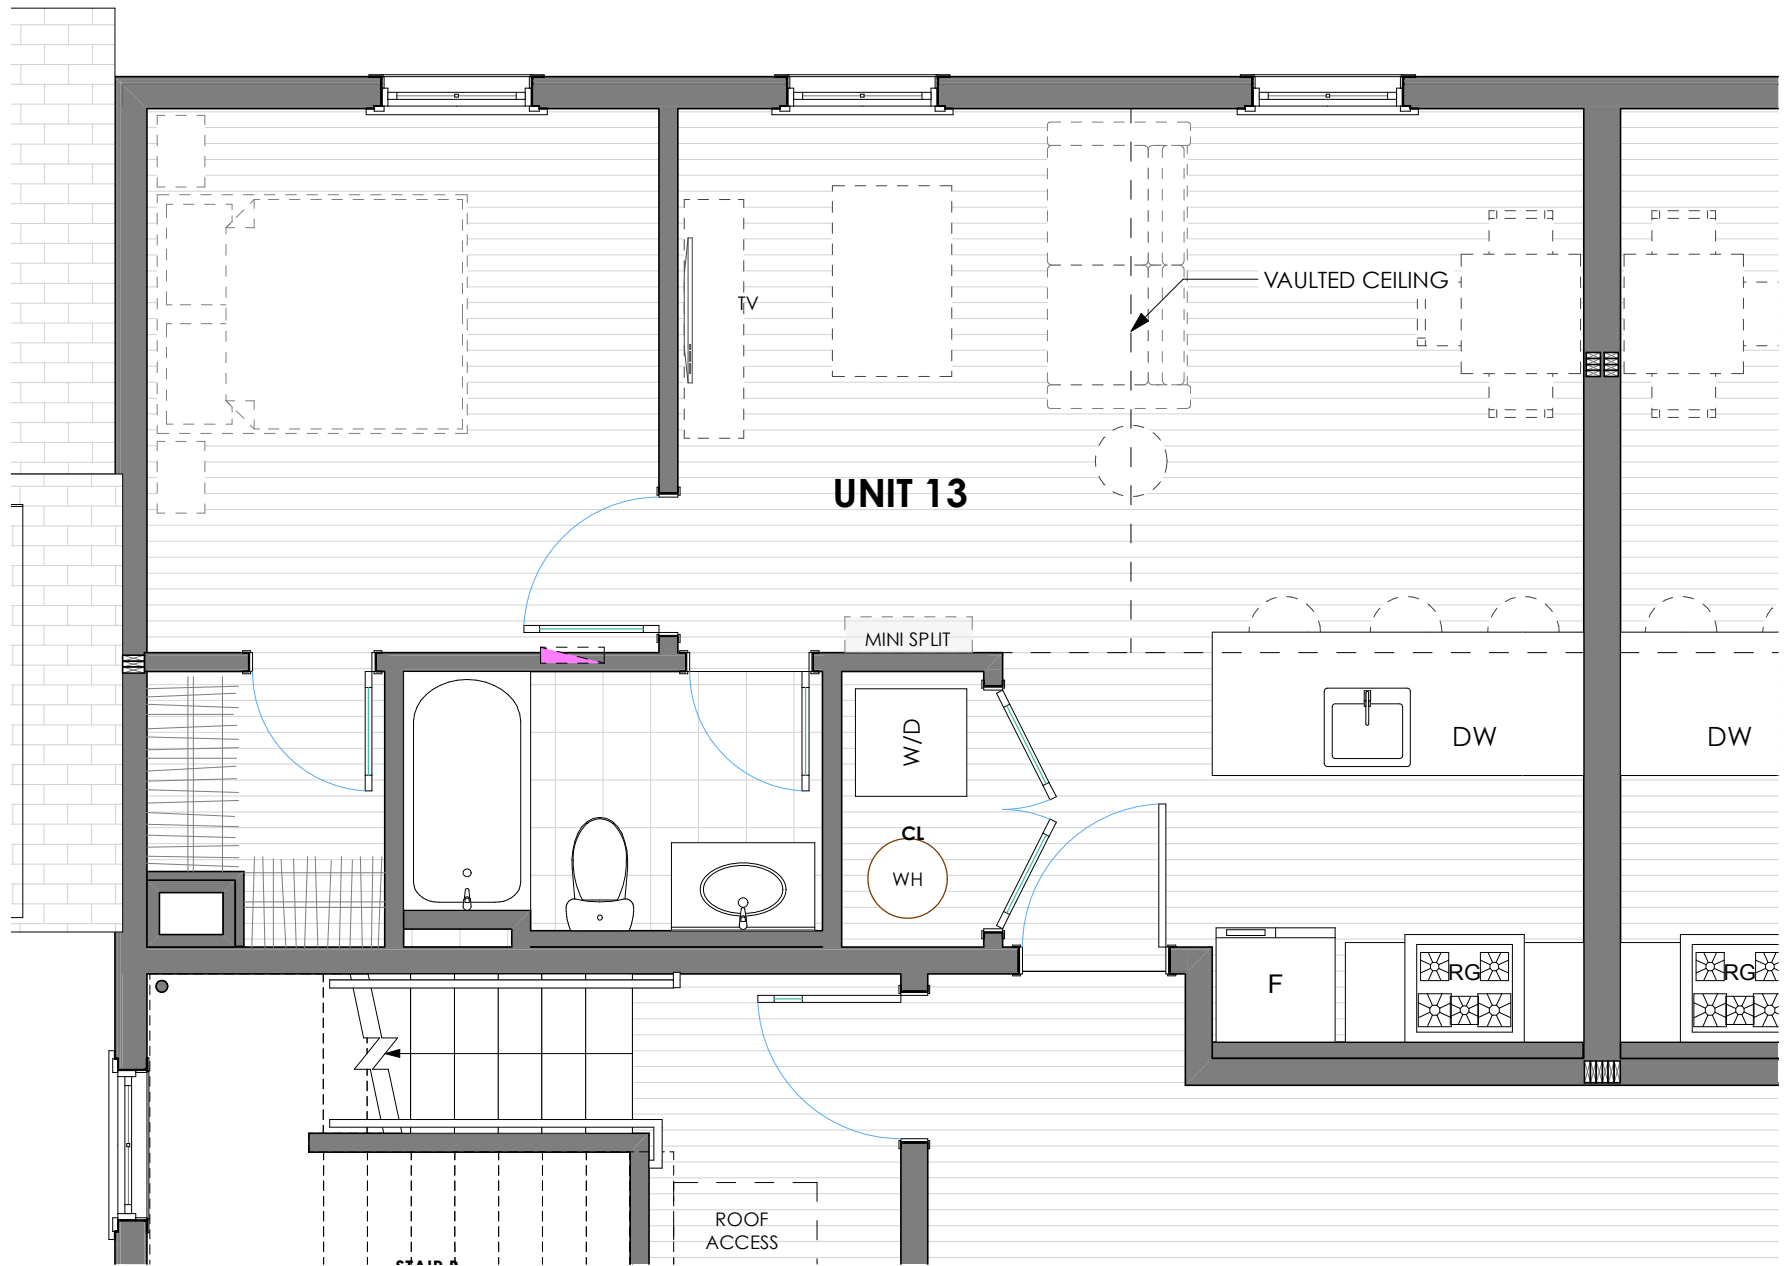 VAULTED CEILING
TV
UNIT 13
MINI SPLIT
W/D
DW
DW
CL
WH
F
RG
RG
ROOF
ACCESS